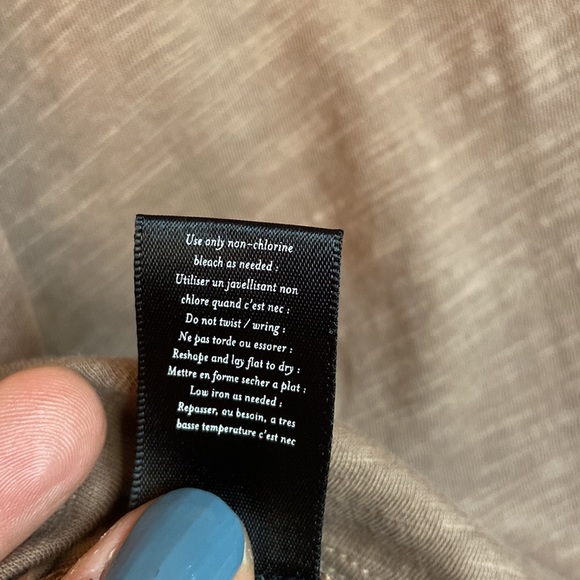 Use only non-chlorine
bleach as needed :
Utiliser un javellisant non
chlore quand c'est nec :
Do not twist / wring :
Ne pas torde ou essorer :
Reshape and lay flat to dry :
Mettre en forme secher a plat :
Low iron as needed :
Repasser, ou besoin, a tres
basse temperature c'est nec